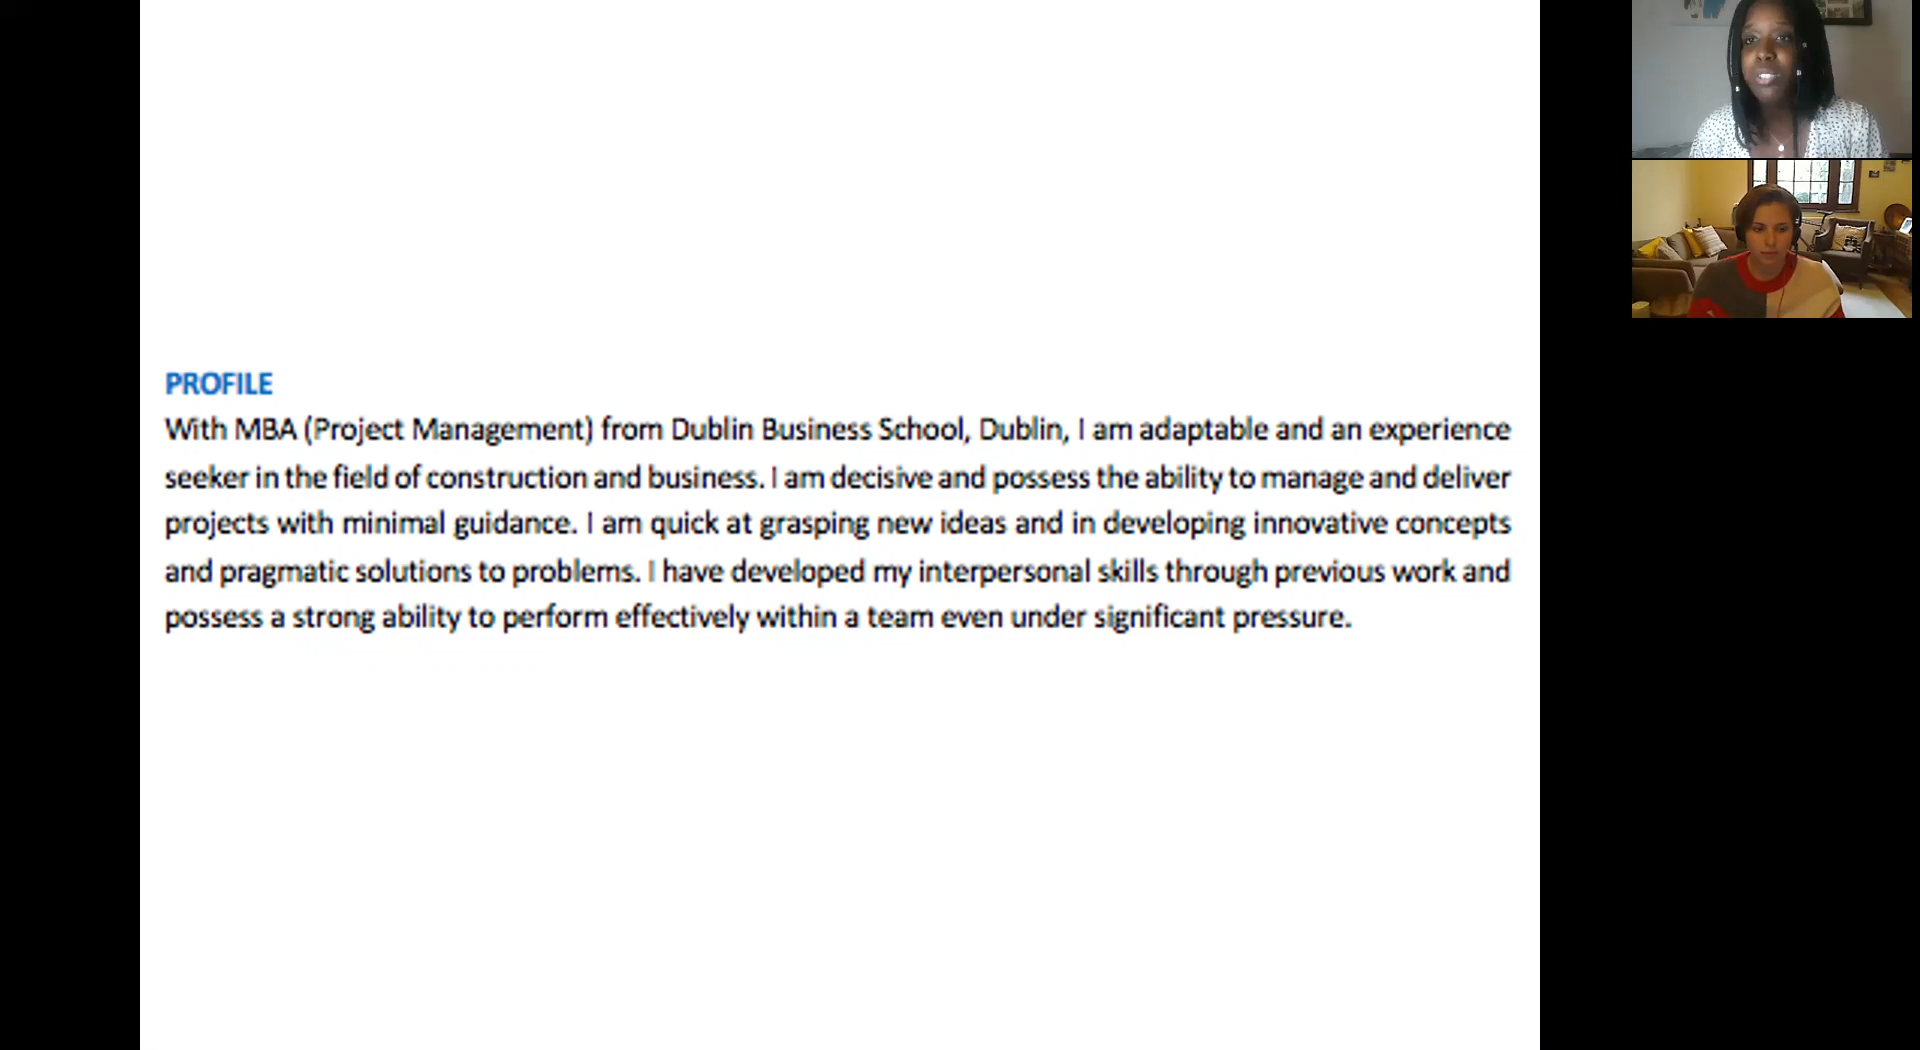 PROFILE
With MBA (Project Management) from Dublin Business School, Dublin, I am adaptable and an experience
seeker in the field of construction and business. I am decisive and possess the ability to manage and deliver
projects with minimal guidance. I am quick at grasping new ideas and in developing innovative concepts
and pragmatic solutions to problems. I have developed my interpersonal skills through previous work and
possess a strong ability to perform effectively within a team even under significant pressure.